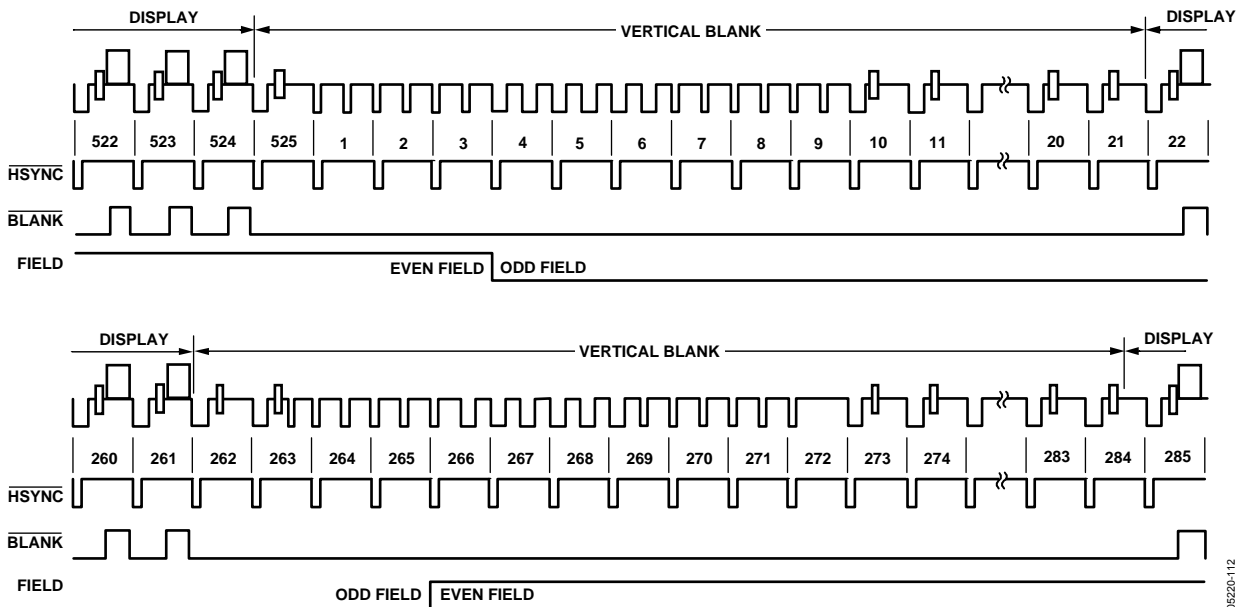 DISPLAY VERTICAL BLANK DISPLAY
522 523 524 525 1 2 3 4 5 6 7 8 9 10 11 20 21 22
HSYNC
BLANK
FIELD EVEN FIELD ODD FIELD
DISPLAY VERTICAL BLANK DISPLAY
260 261 262 263 264 265 266 267 268 269 270 271 272 273 274 283 284 285
HSYNC
BLANK
FIELD ODD FIELD EVEN FIELD
05220-112